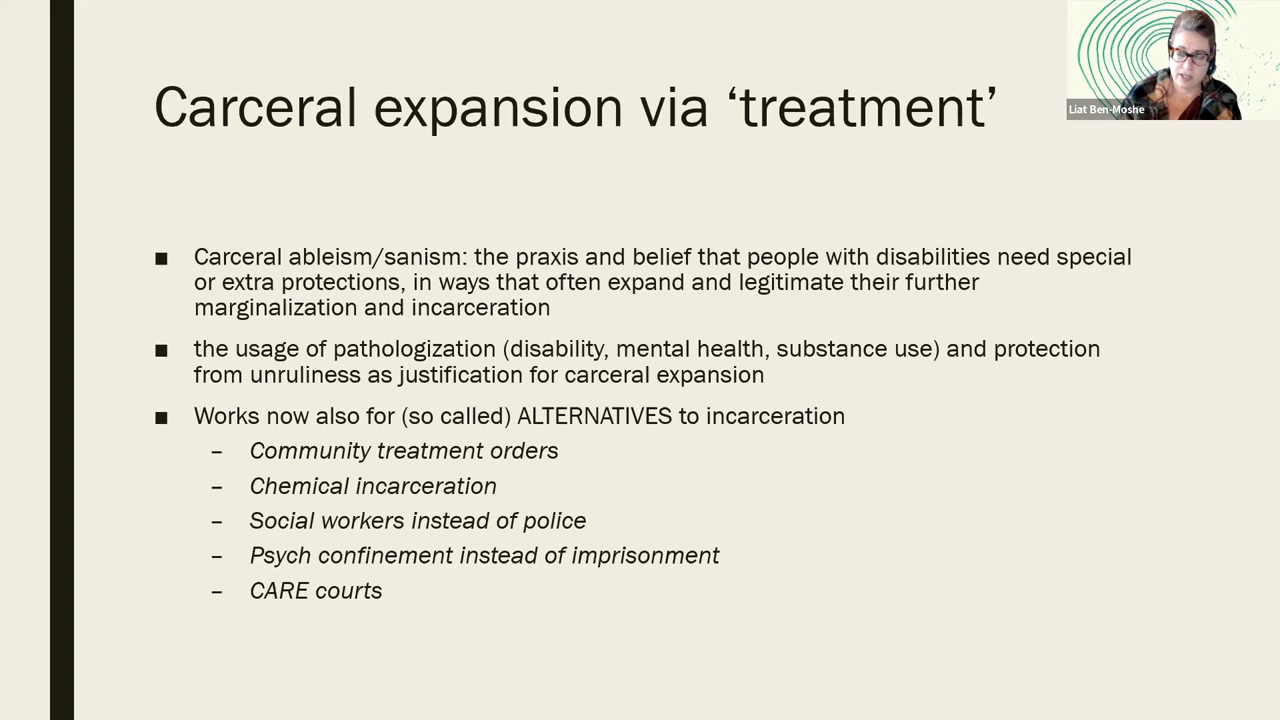 Carceral expansion via ‘treatment’
Liat Ben-Moshe
■ Carceral ableism/sanism: the praxis and belief that people with disabilities need special
or extra protections, in ways that often expand and legitimate their further
marginalization and incarceration
■ the usage of pathologization (disability, mental health, substance use) and protection
from unruliness as justification for carceral expansion
■ Works now also for (so called) ALTERNATIVES to incarceration
– Community treatment orders
– Chemical incarceration
– Social workers instead of police
– Psych confinement instead of imprisonment
– CARE courts